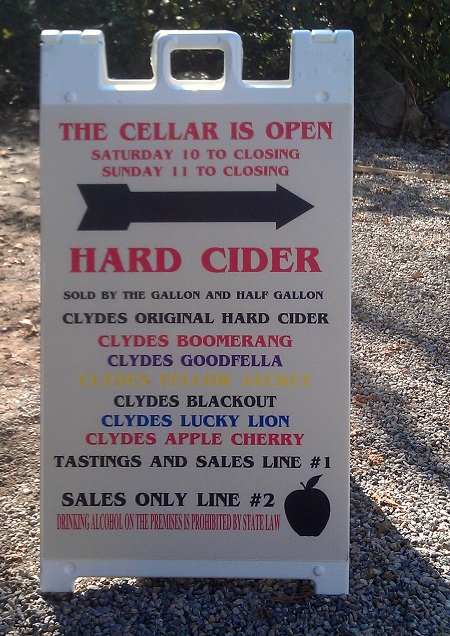 THE CELLAR IS OPEN
SATURDAY 10 TO CLOSING
SUNDAY 11 TO CLOSING
HARD CIDER
SOLD BY THE GALLON AND HALF GALLON
CLYDES ORIGINAL HARD CIDER
CLYDES BOOMERANG
CLYDES GOODFELLA
CLYDES YELLOW JACKET
CLYDES BLACKOUT
CLYDES LUCKY LION
CLYDES APPLE CHERRY
TASTINGS AND SALES LINE #1
SALES ONLY LINE #2
DRINKING ALCOHOL ON THE PREMISES IS PROHIBITED BY STATE LAW